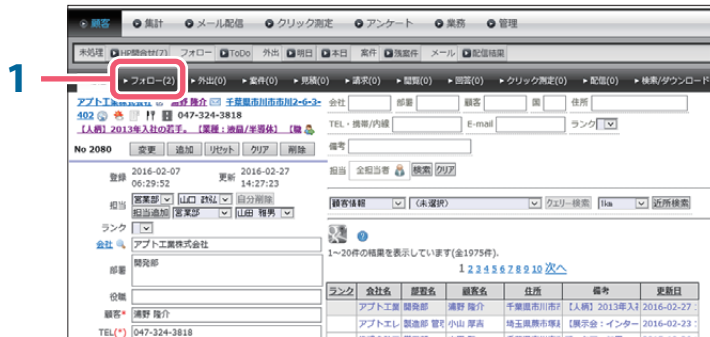 顧客 集計 メール配信 クリック測定 アンケート 業務 管理
未処理 HP問合せ(7) フォロー ToDo 外出 明日 本日 案件 残案件 メール 配信結果
1
フォロー(2) 外出(0) 案件(0) 見積(0) 請求(0) 閲覧(0) 回答(0) クリック測定(0) 配信(0) 検索/ダウンロード
アプト工業株式会社 浦野 隆介 千葉県市川市市川2-6-3-
402 047-324-3818
【人柄】2013年入社の若手。【業種:液晶/半導体】【職
No 2080 変更 追加 リセット クリア 削除
登録 2016-02-07 06:29:52 更新 2016-02-27 14:27:23
担当 営業部 山口 自分削除
担当追加 営業部 山田 雅男
ランク
会社 アプト工業株式会社
部署 開発部
役職
顧客* 浦野 隆介
TEL(*) 047-324-3818
会社 部署 顧客 国 住所
TEL・携帯/内線 E-mail ランク
備考
担当 全担当者 検索 クリア
顧客情報 (未選択) クエリー検索 1km 近所検索
1~20件の結果を表示しています(全1975件).
1 2 3 4 5 6 7 8 9 10 次へ
ランク 会社名 部署名 顧客名 住所 備考 更新日
アプト工業 開発部 浦野 隆介 千葉県市川市市 【人柄】2013年入社 2016-02-27
アプトエレ 製造部 管理 小山 厚喜 埼玉県蕨市塚越 【展示会:インター 2016-02-23